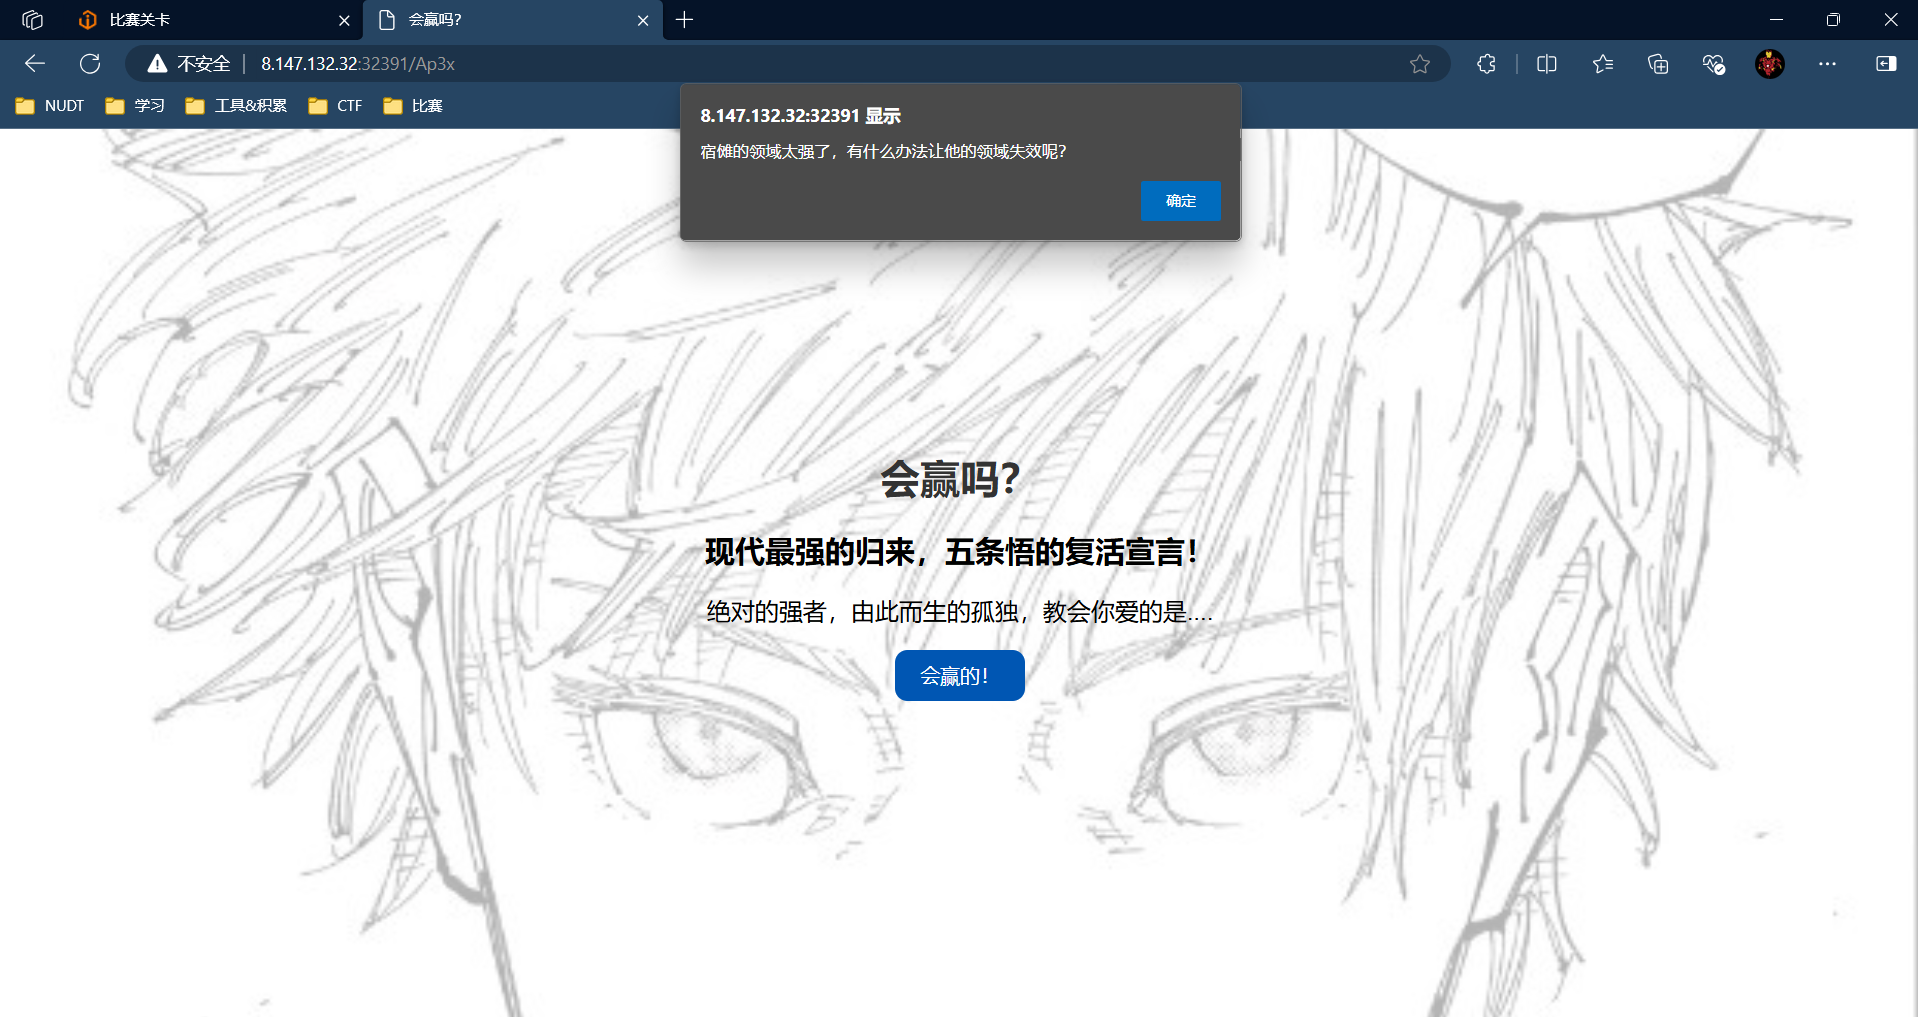 比赛关卡
会赢吗?
不安全
8.147.132.32:32391/Ap3x
NUDT
学习
工具&积累
CTF
比赛
8.147.132.32:32391 显示
宿傩的领域太强了，有什么办法让他的领域失效呢?
确定
会赢吗?
现代最强的归来，五条悟的复活宣言！
绝对的强者，由此而生的孤独，教会你爱的是....
会赢的！